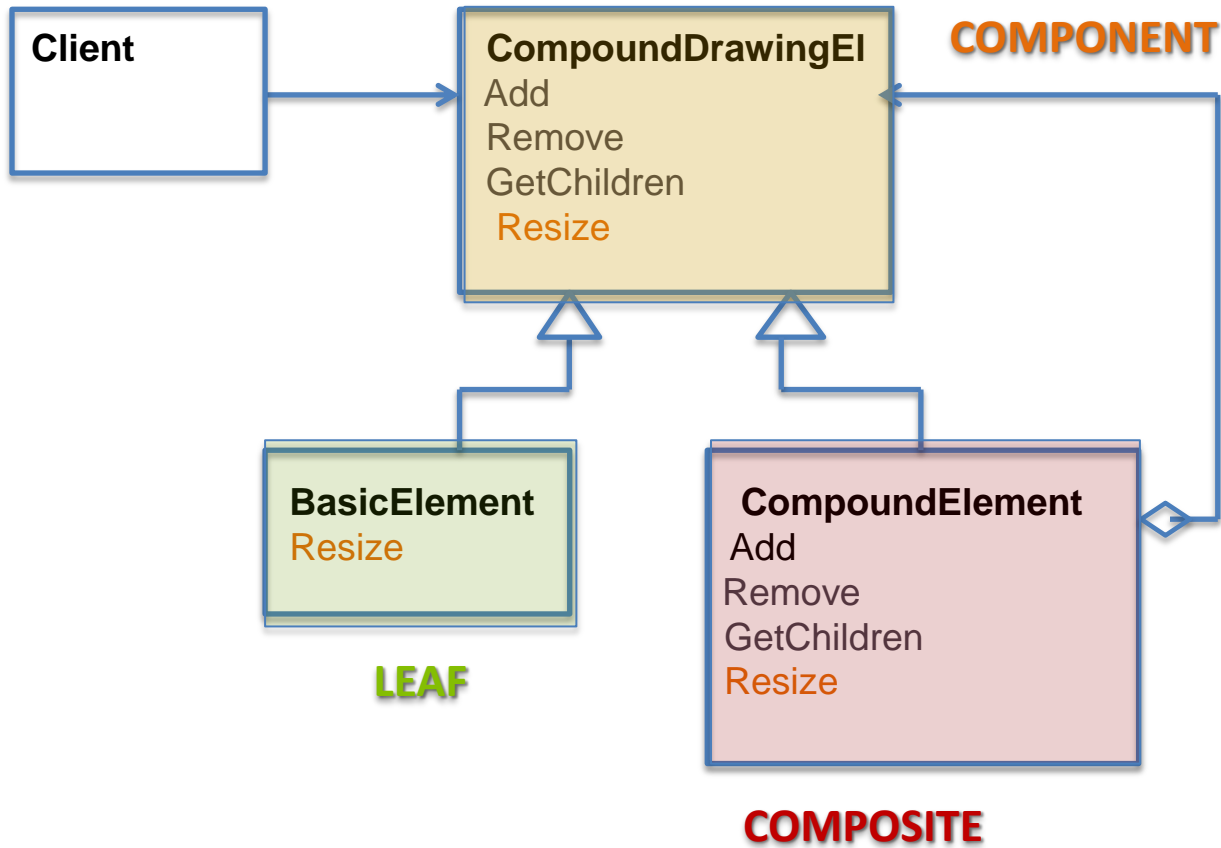 Client
CompoundDrawingEl
Add
Remove
GetChildren
Resize
COMPONENT
BasicElement
Resize
LEAF
CompoundElement
Add
Remove
GetChildren
Resize
COMPOSITE